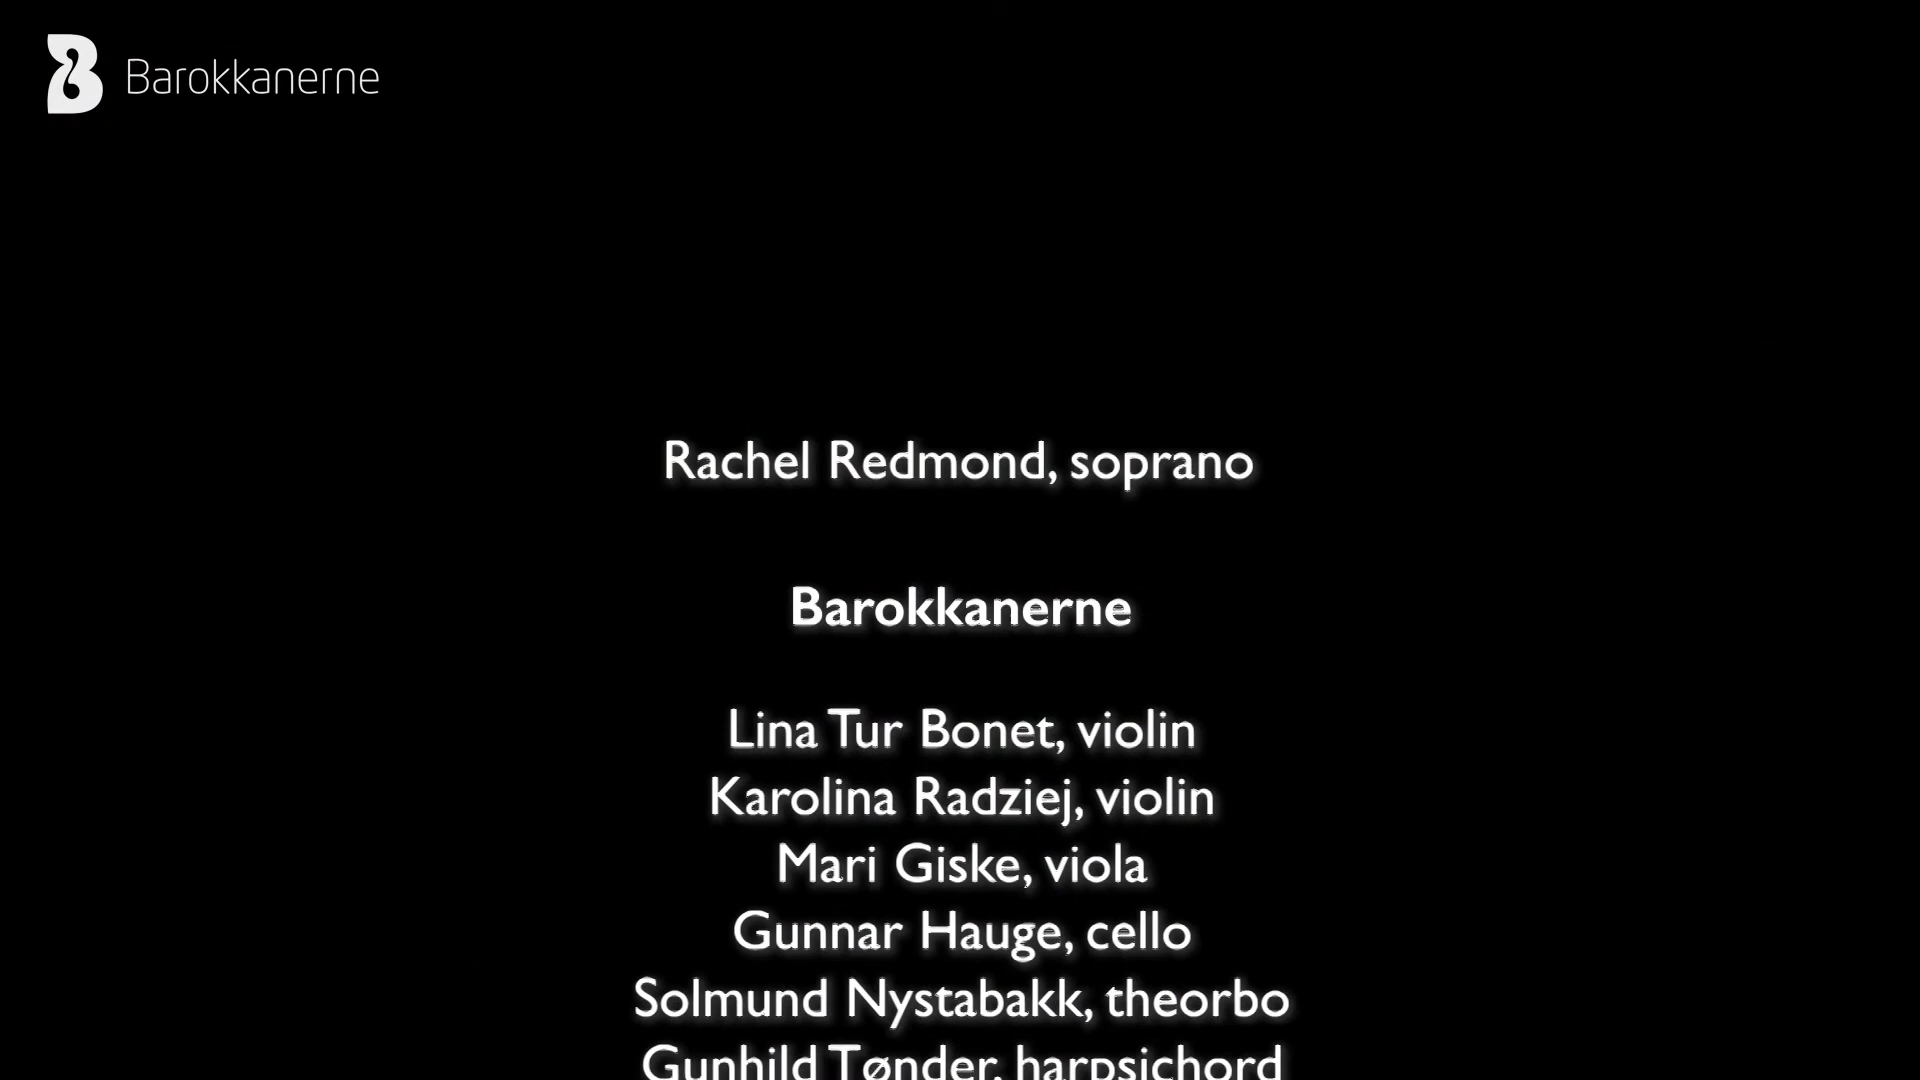 Barokkanerne
Rachel Redmond, soprano
Barokkanerne
Lina Tur Bonet, violin
Karolina Radziej, violin
Mari Giske, viola
Gunnar Hauge, cello
Solmund Nystabakk, theorbo
Gunhild Tønder, harpsichord